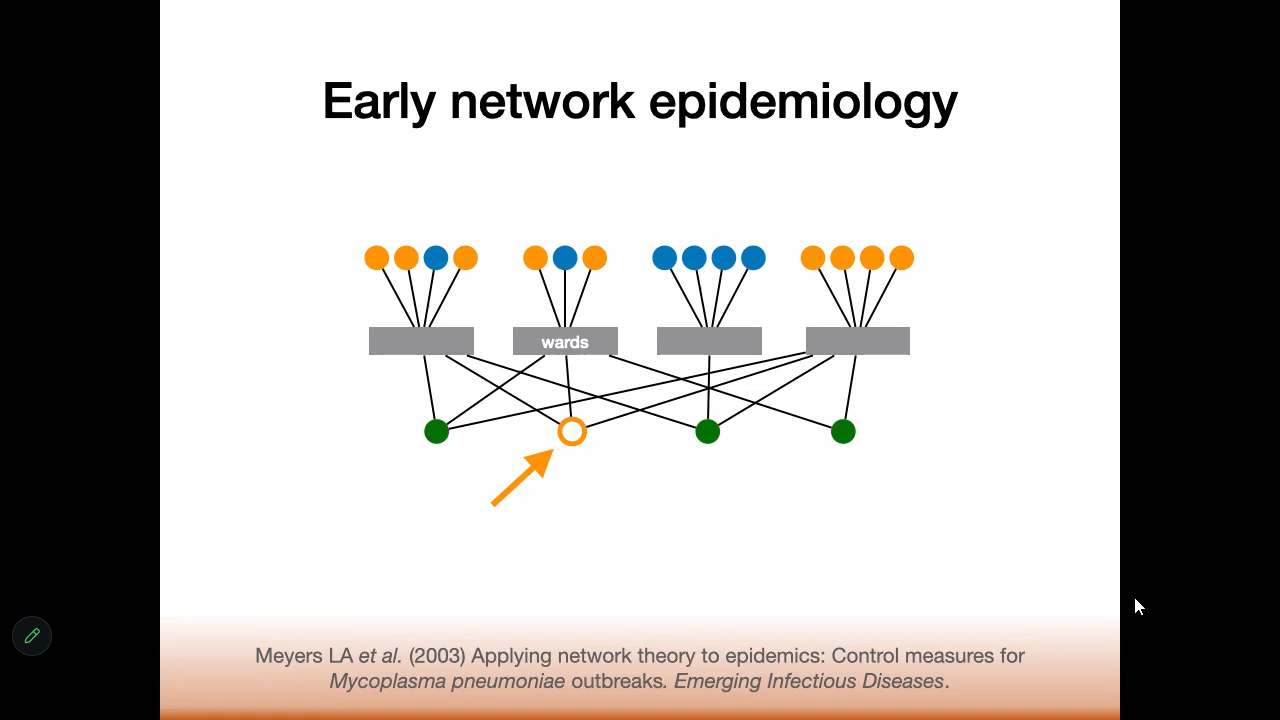 Early network epidemiology
wards
Meyers LA et al. (2003) Applying network theory to epidemics: Control measures for
Mycoplasma pneumoniae outbreaks. Emerging Infectious Diseases.